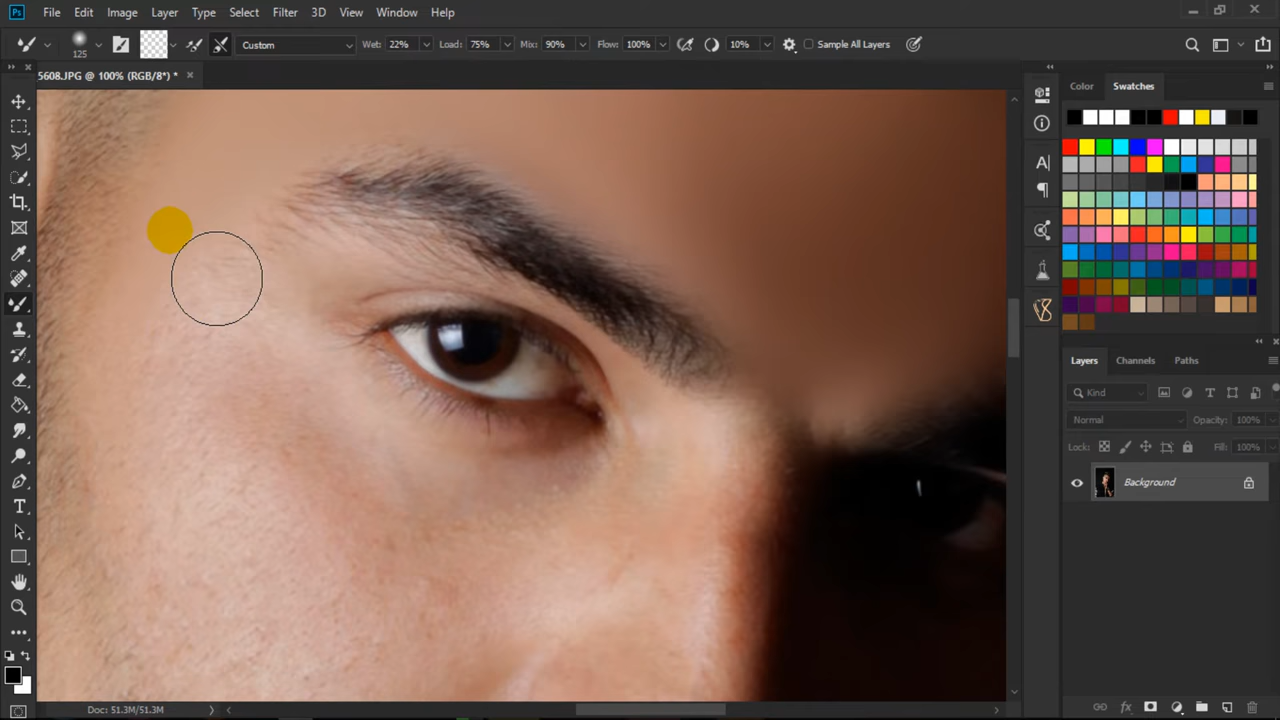 Ps File Edit Image Layer Type Select Filter 3D View Window Help
125 Custom Wet: 22% Load: 75% Mix: 90% Flow: 100% 10% Sample All Layers
5608.JPG @ 100% (RGB/8*) * ×
Color Swatches
A
Layers Channels Paths
Kind
Normal Opacity: 100%
Lock: Fill: 100%
Background
T
Doc: 51.3M/51.3M